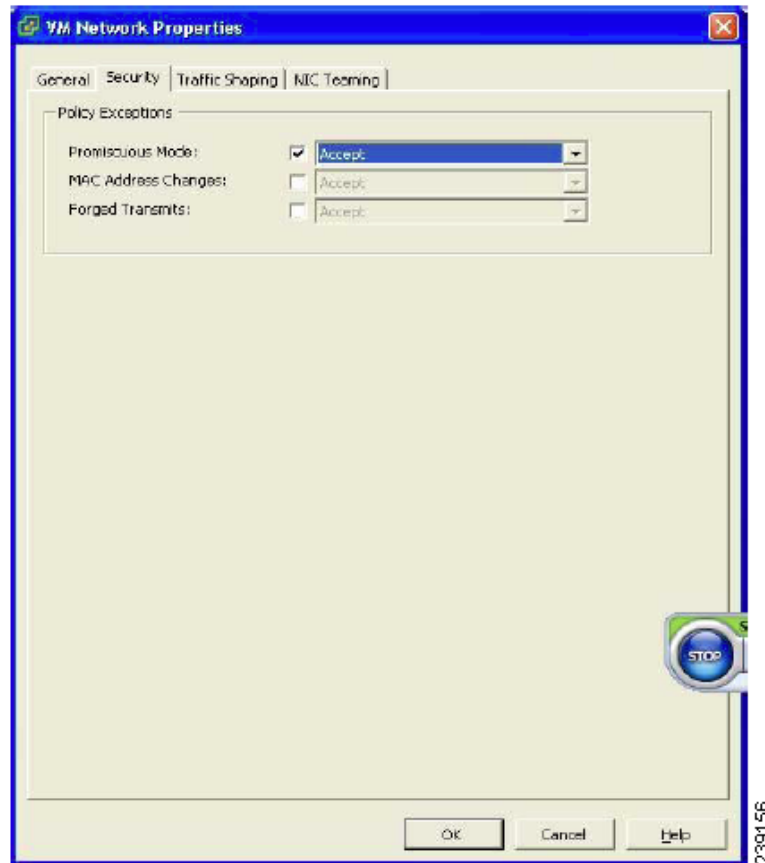 VM Network Properties
General Security Traffic Shaping NIC Teaming
Policy Exceptions
Promiscuous Mode: Accept
MAC Address Changes: Accept
Forged Transmits: Accept
S
STOP
OK Cancel Help
239156